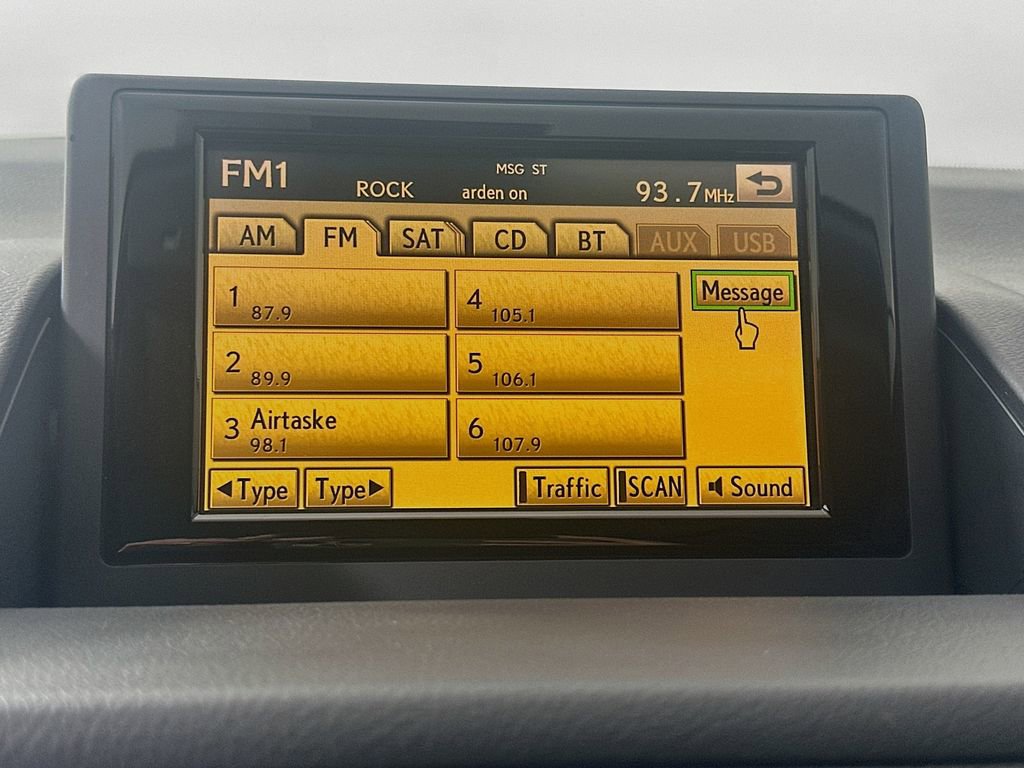 FM1 MSG ST
ROCK arden on 93.7MHz
AM FM SAT CD BT AUX USB
1 87.9 4 105.1 Message
2 89.9 5 106.1
3 Airtaske 98.1 6 107.9
◀Type Type▶ Traffic SCAN Sound